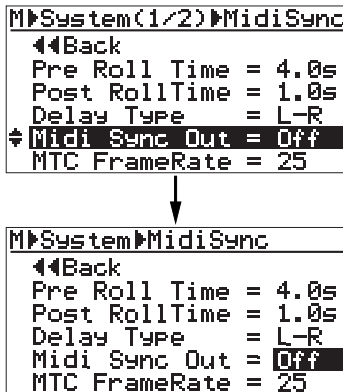 M▶System(1/2)▶MidiSync
◀◀Back
Pre Roll Time = 4.0s
Post RollTime = 1.0s
Delay Type = L-R
Midi Sync Out = Off
MTC FrameRate = 25
M▶System▶MidiSync
◀◀Back
Pre Roll Time = 4.0s
Post RollTime = 1.0s
Delay Type = L-R
Midi Sync Out = Off
MTC FrameRate = 25